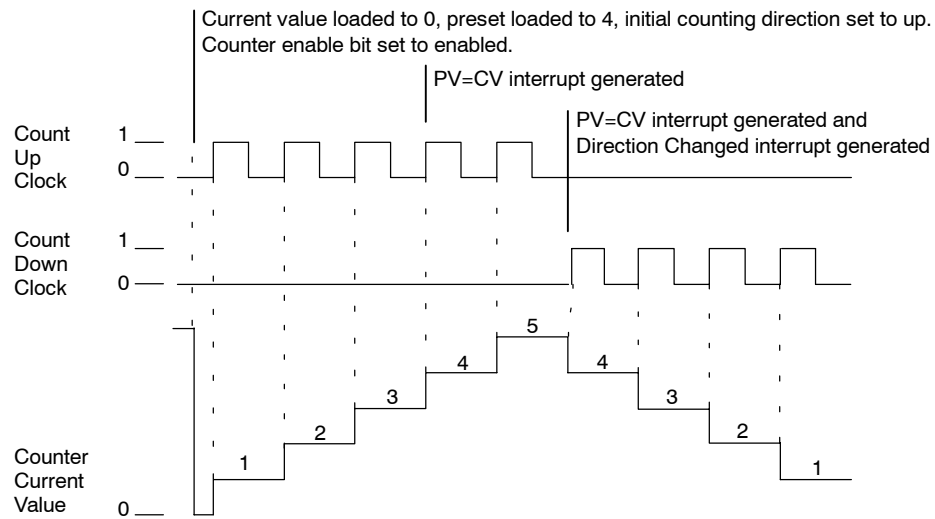 Current value loaded to 0, preset loaded to 4, initial counting direction set to up.
Counter enable bit set to enabled.
PV=CV interrupt generated
PV=CV interrupt generated and
Direction Changed interrupt generated
Count
Up
Clock
1
0
Count
Down
Clock
1
0
5
4
4
3
3
2
2
1
1
Counter
Current
Value
0